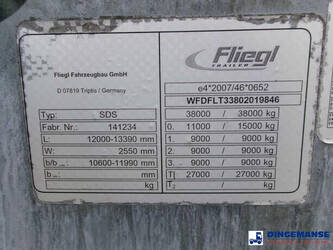 Fliegl
TRAILER
Fliegl Fahrzeugbau GmbH
D 07819 Triptis / Germany
e4*2007/46*0652
WFDFLT33802019846
Typ: SDS
Fabr. Nr.: 141234
L: 12000-13390 mm
W: 2550 mm
b/b 10600-11990 mm
b mm
kg
38000 / 38000 kg
0. 11000 / 15000 kg
1. 9000 / 9000 kg
2. 9000 / 9000 kg
3. 9000 / 9000 kg
T 27000 / 27000 kg
T2 / kg
DINGEMANSE